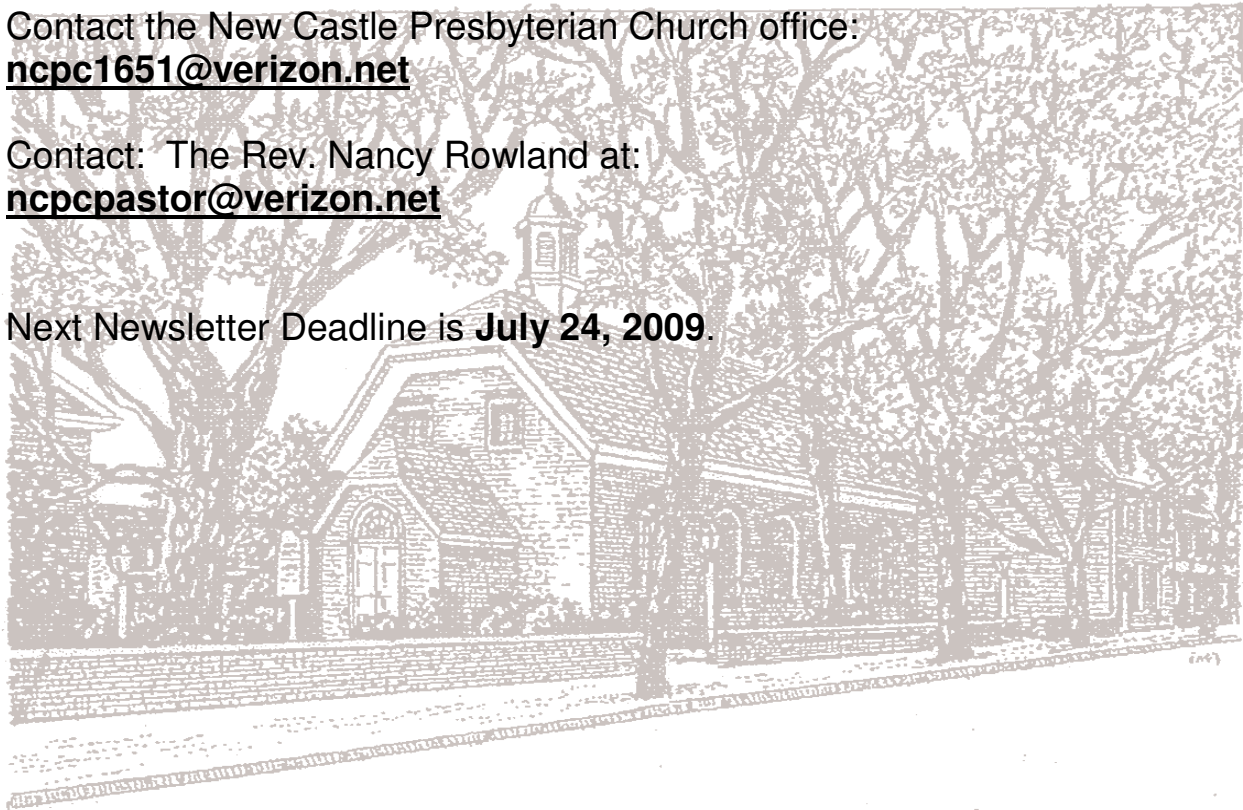 Contact the New Castle Presbyterian Church office:
ncpc1651@verizon.net
Contact:  The Rev. Nancy Rowland at:
ncpcpastor@verizon.net
Next Newsletter Deadline is July 24, 2009.